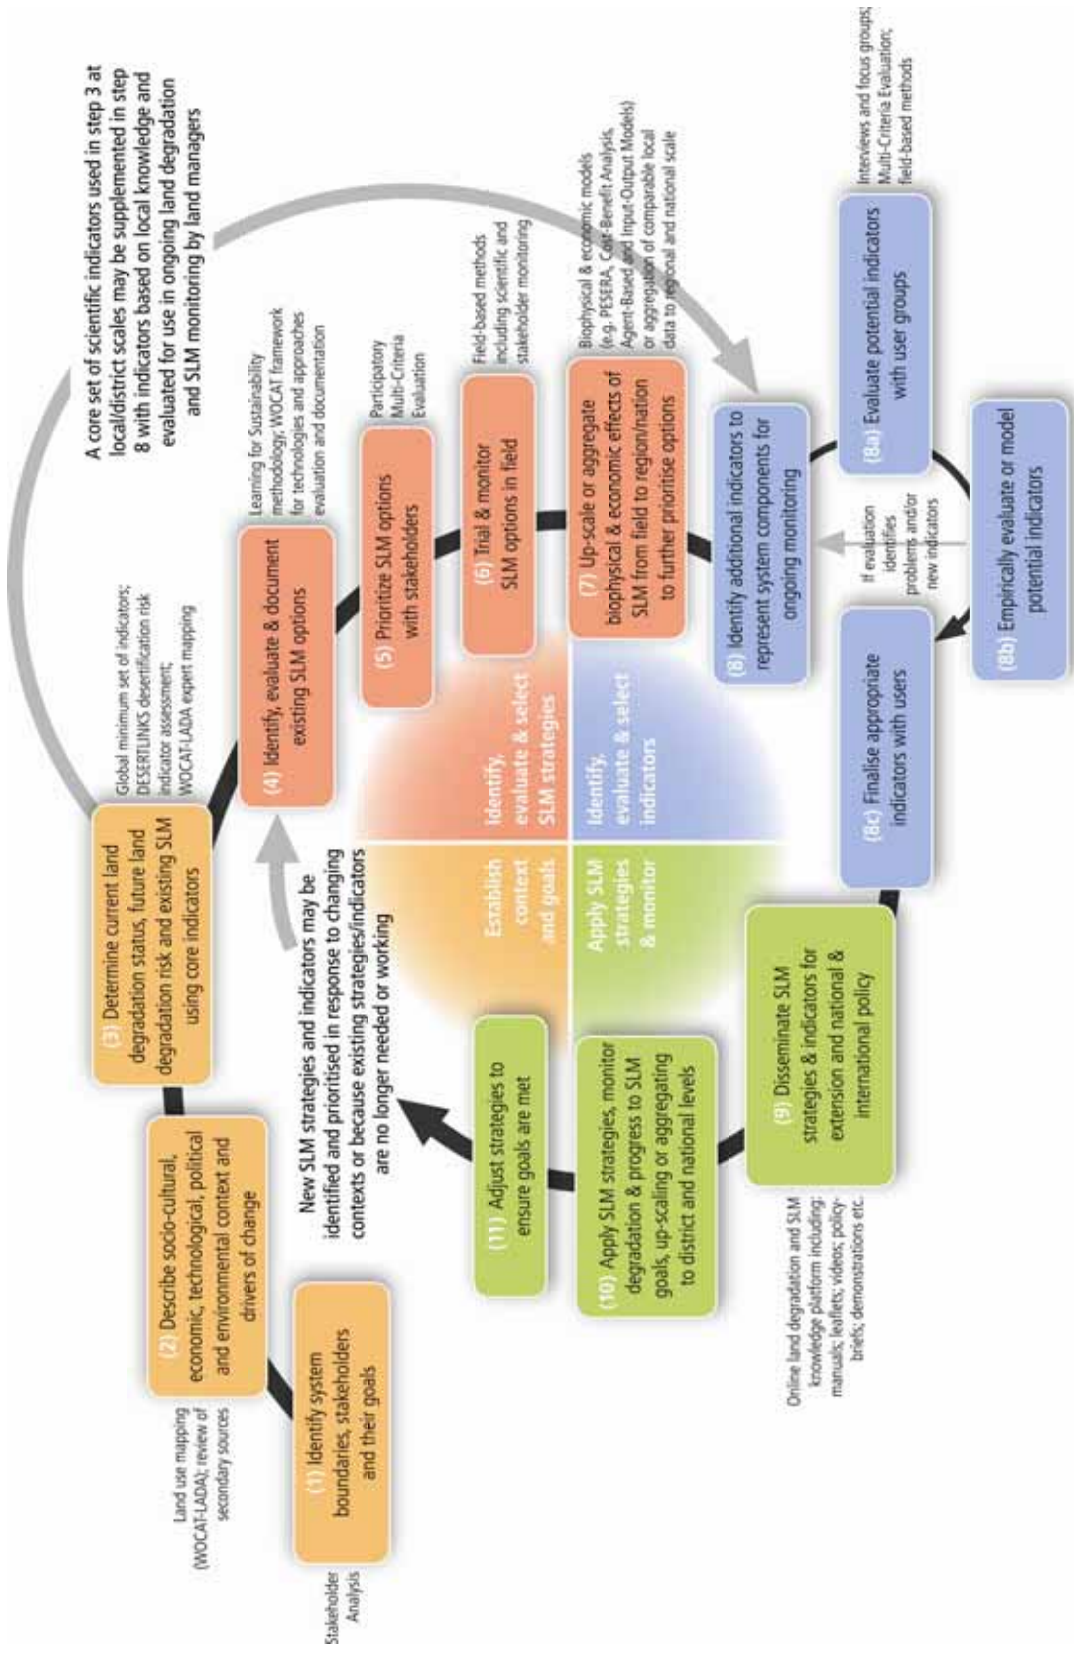 Stakeholder
Analysis
(1) Identify system
boundaries, stakeholders
and their goals
Land use mapping
(WOCAT-LADA); review of
secondary sources
(2) Describe socio-cultural,
economic, technological, political
and environmental context and
drivers of change
(3) Determine current land
degradation status, future land
degradation risk and existing SLM
using core indicators
Global minimum set of indicators;
DESERTLINKS desertification risk
indicator assessment;
WOCAT-LADA expert mapping
A core set of scientific indicators used in step 3 at
local/district scales may be supplemented in step
8 with indicators based on local knowledge and
evaluated for use in ongoing land degradation
and SLM monitoring by land managers
(4) Identify, evaluate & document
existing SLM options
Learning for Sustainability
methodology; WOCAT framework
for technologies and approaches
evaluation and documentation
(5) Prioritize SLM options
with stakeholders
Participatory
Multi-Criteria
Evaluation
(6) Trial & monitor
SLM options in field
Field-based methods
including scientific and
stakeholder monitoring
(7) Up-scale or aggregate
biophysical & economic effects of
SLM from field to region/nation
to further prioritise options
Biophysical & economic models
(e.g. PESERA, Cost-Benefit Analysis,
Agent-Based and Input-Output Models)
or aggregation of comparable local
data to regional and national scale
(8) Identify additional indicators to
represent system components for
ongoing monitoring
(8a) Evaluate potential indicators
with user groups
Interviews and focus groups;
Multi-Criteria Evaluation;
field-based methods
(8b) Empirically evaluate or model
potential indicators
If evaluation
identifies
problems and/or
new indicators
(8c) Finalise appropriate
indicators with users
(9) Disseminate SLM
strategies & indicators for
extension and national &
international policy
Online land degradation and SLM
knowledge platform including:
manuals; leaflets; videos; policy-
briefs; demonstrations etc.
(10) Apply SLM strategies, monitor
degradation & progress to SLM
goals, up-scaling or aggregating
to district and national levels
(11) Adjust strategies to
ensure goals are met
New SLM strategies and indicators may be
identified and prioritised in response to changing
contexts or because existing strategies/indicators
are no longer needed or working
Establish
context
and goals
Identify,
evaluate & select
SLM strategies
Apply SLM
strategies
& monitor
Identify,
evaluate & select
indicators